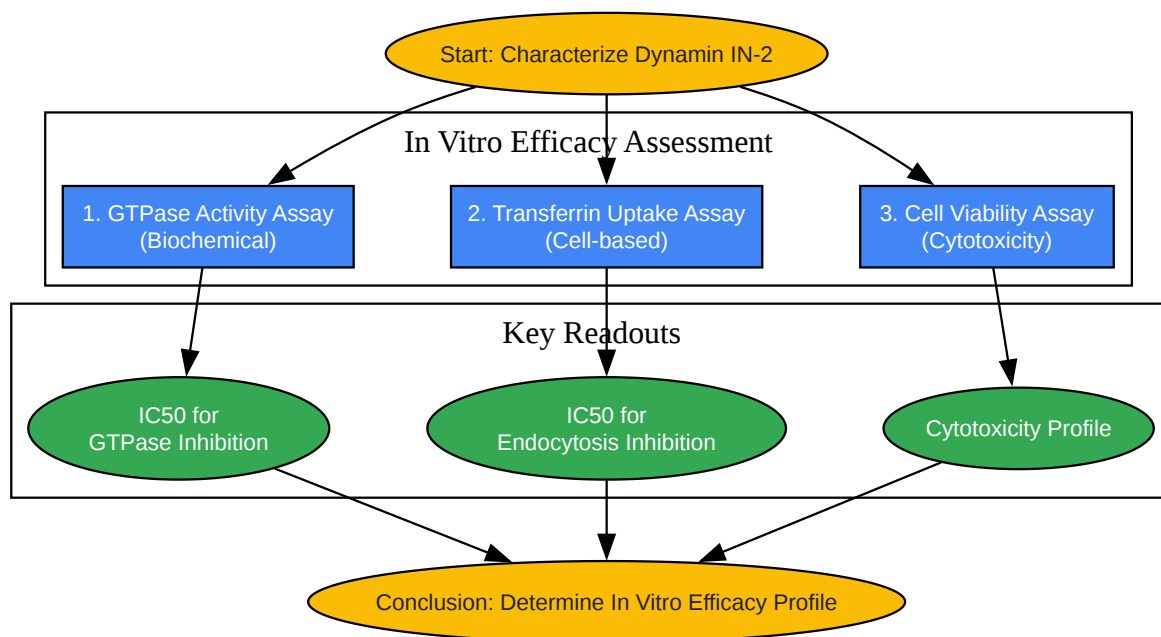 Start: Characterize Dynamin IN-2
In Vitro Efficacy Assessment
1. GTPase Activity Assay
(Biochemical)
2. Transferrin Uptake Assay
(Cell-based)
3. Cell Viability Assay
(Cytotoxicity)
Key Readouts
IC50 for
GTPase Inhibition
IC50 for
Endocytosis Inhibition
Cytotoxicity Profile
Conclusion: Determine In Vitro Efficacy Profile